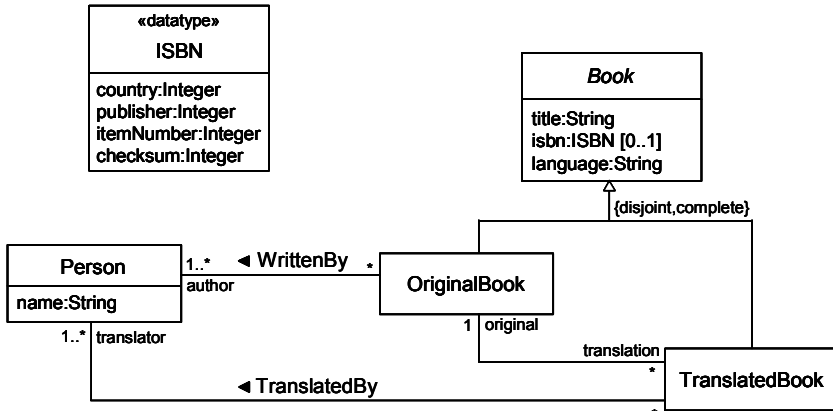 «datatype»
ISBN
country:Integer
publisher:Integer
itemNumber:Integer
checksum:Integer
Book
title:String
isbn:ISBN [0..1]
language:String
{disjoint,complete}
Person
name:String
1..*
◄ WrittenBy
*
author
OriginalBook
1..* translator
1 original
translation
*
◄ TranslatedBy
TranslatedBook
*